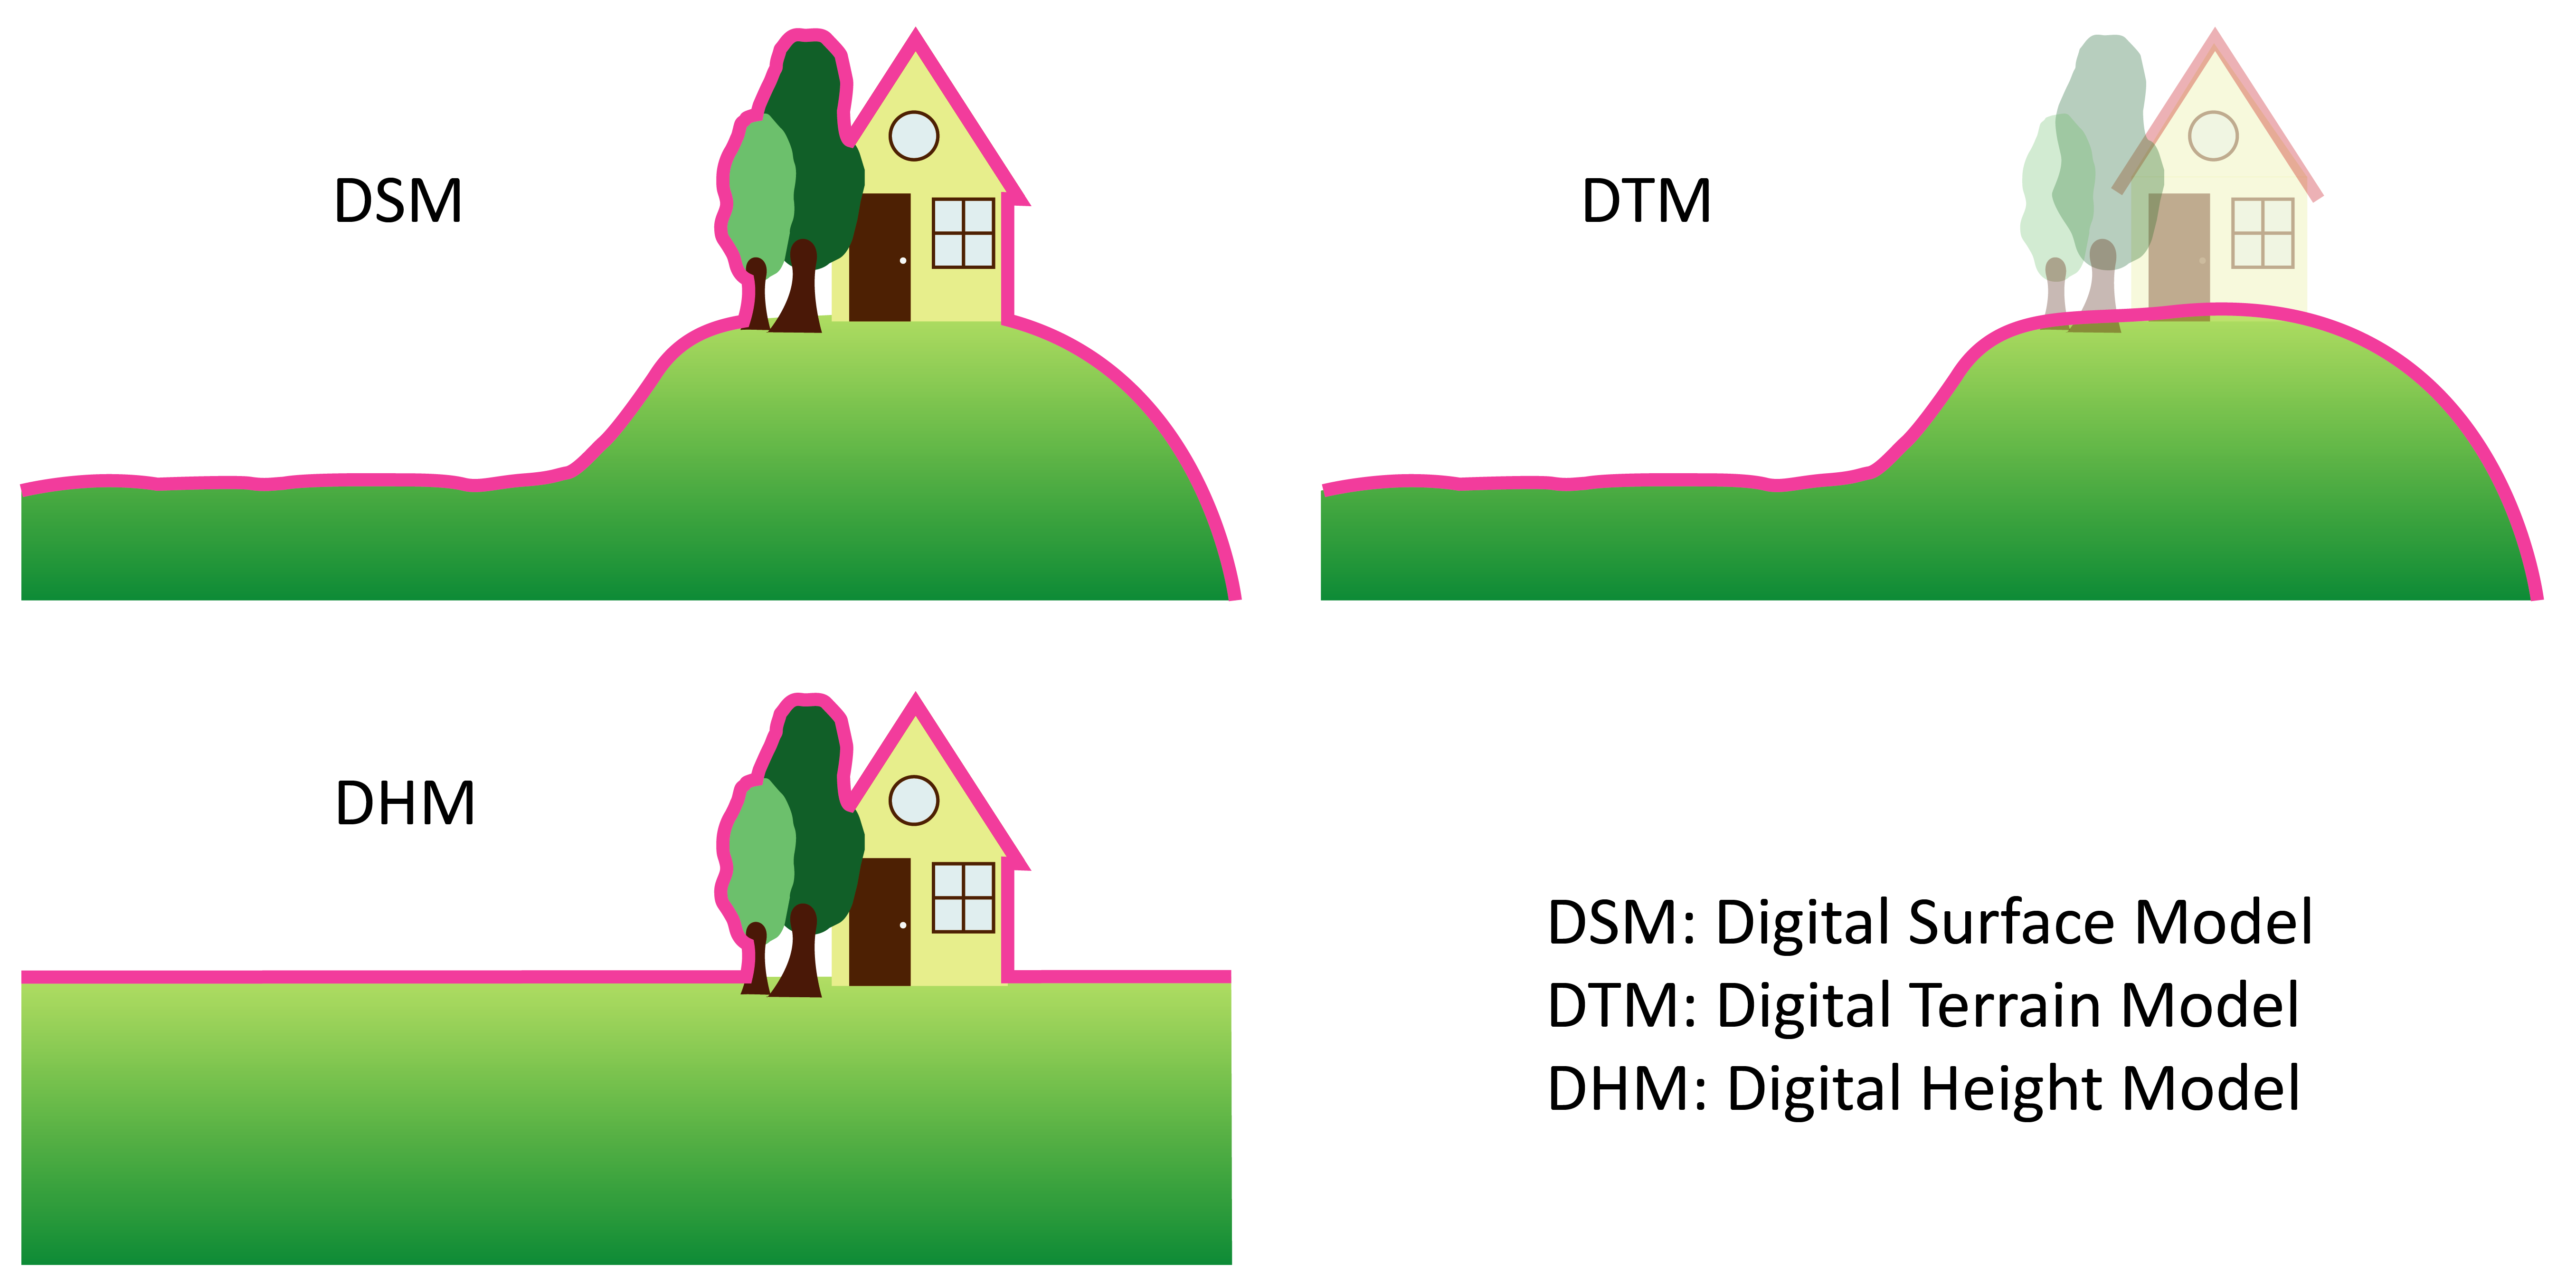 DSM
DTM
DHM
DSM: Digital Surface Model
DTM: Digital Terrain Model
DHM: Digital Height Model